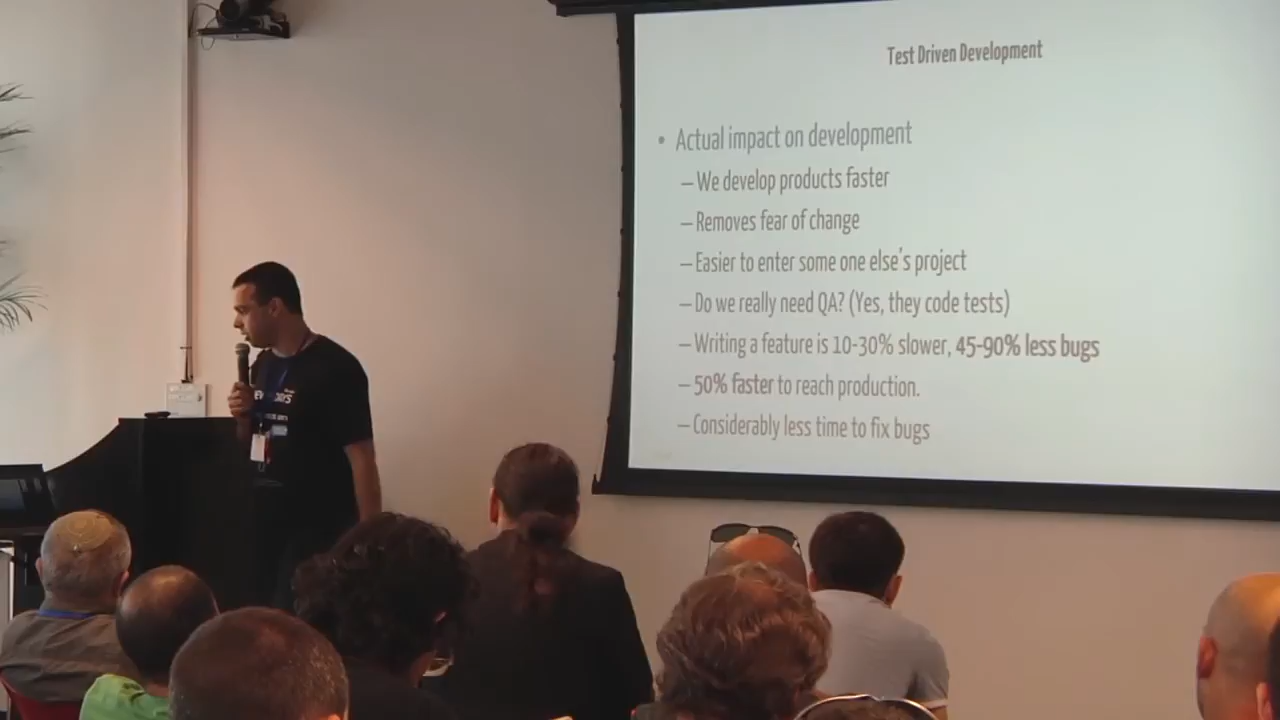 Test Driven Development
• Actual impact on development
– We develop products faster
– Removes fear of change
– Easier to enter some one else's project
– Do we really need QA? (Yes, they code tests)
– Writing a feature is 10-30% slower, 45-90% less bugs
– 50% faster to reach production.
– Considerably less time to fix bugs